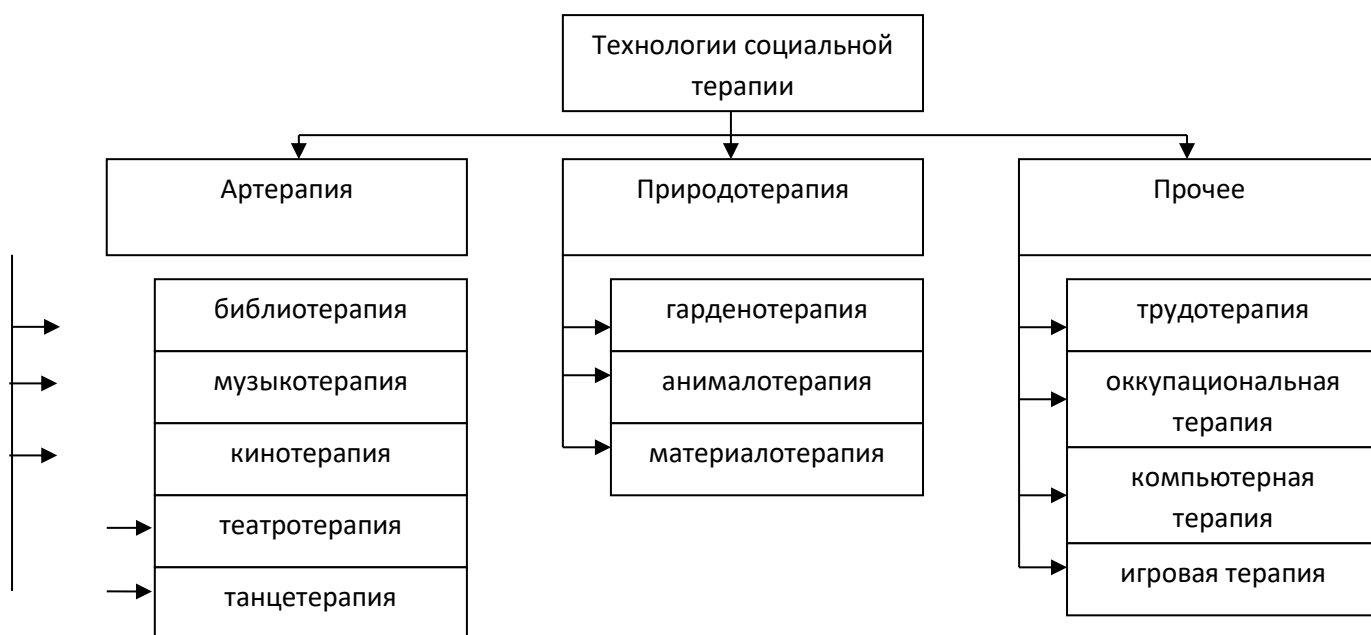 Технологии социальной
терапии
Артерапия
Природотерапия
Прочее
библиотерапия
музыкотерапия
кинотерапия
театротерапия
танцетерапия
гарденотерапия
анималотерапия
материалотерапия
трудотерапия
оккупациональная
терапия
компьютерная
терапия
игровая терапия